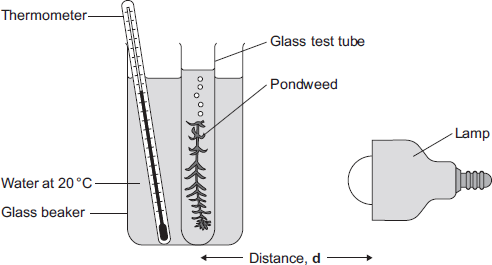 Thermometer
Glass test tube
Pondweed
Lamp
Water at 20 °C
Glass beaker
Distance, d